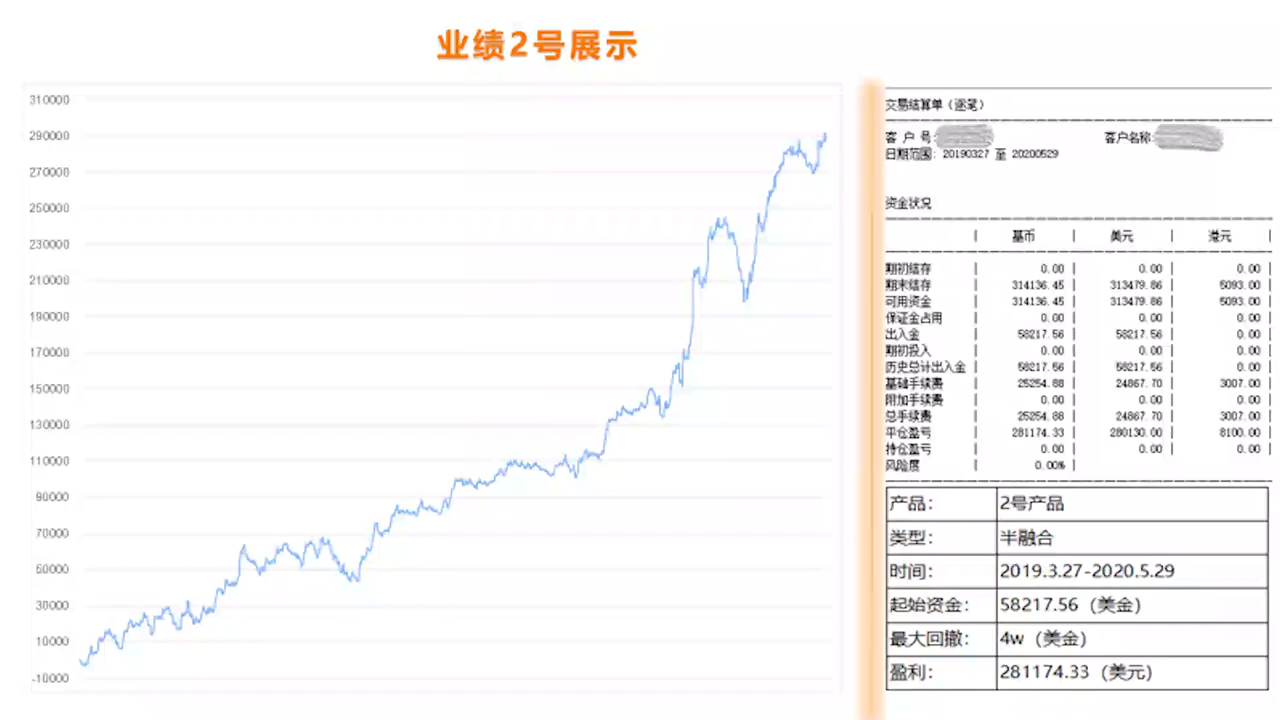 业绩2号展示
310000
290000
270000
250000
230000
210000
190000
170000
150000
130000
110000
90000
70000
50000
30000
10000
-10000
交易结算单(逐笔)
客 户 号: 客户名称:
日期范围: 20190327 至 20200529
资金状况
| 基币 | 美元 | 港元 |
期初结存 | 0.00 | 0.00 | 0.00 |
期末结存 | 314136.45 | 313479.86 | 5093.00 |
可用资金 | 314136.45 | 313479.86 | 5093.00 |
保证金占用 | 0.00 | 0.00 | 0.00 |
出入金 | 58217.56 | 58217.56 | 0.00 |
期初投入 | 0.00 | 0.00 | 0.00 |
历史总计出入金 | 58217.56 | 58217.56 | 0.00 |
基础手续费 | 25254.88 | 24867.70 | 3007.00 |
附加手续费 | 0.00 | 0.00 | 0.00 |
总手续费 | 25254.88 | 24867.70 | 3007.00 |
平仓盈亏 | 281174.33 | 280130.00 | 8100.00 |
持仓盈亏 | 0.00 | 0.00 | 0.00 |
风险度 | 0.00% |
产品: 2号产品
类型: 半融合
时间: 2019.3.27-2020.5.29
起始资金: 58217.56(美金)
最大回撤: 4w(美金)
盈利: 281174.33(美元)